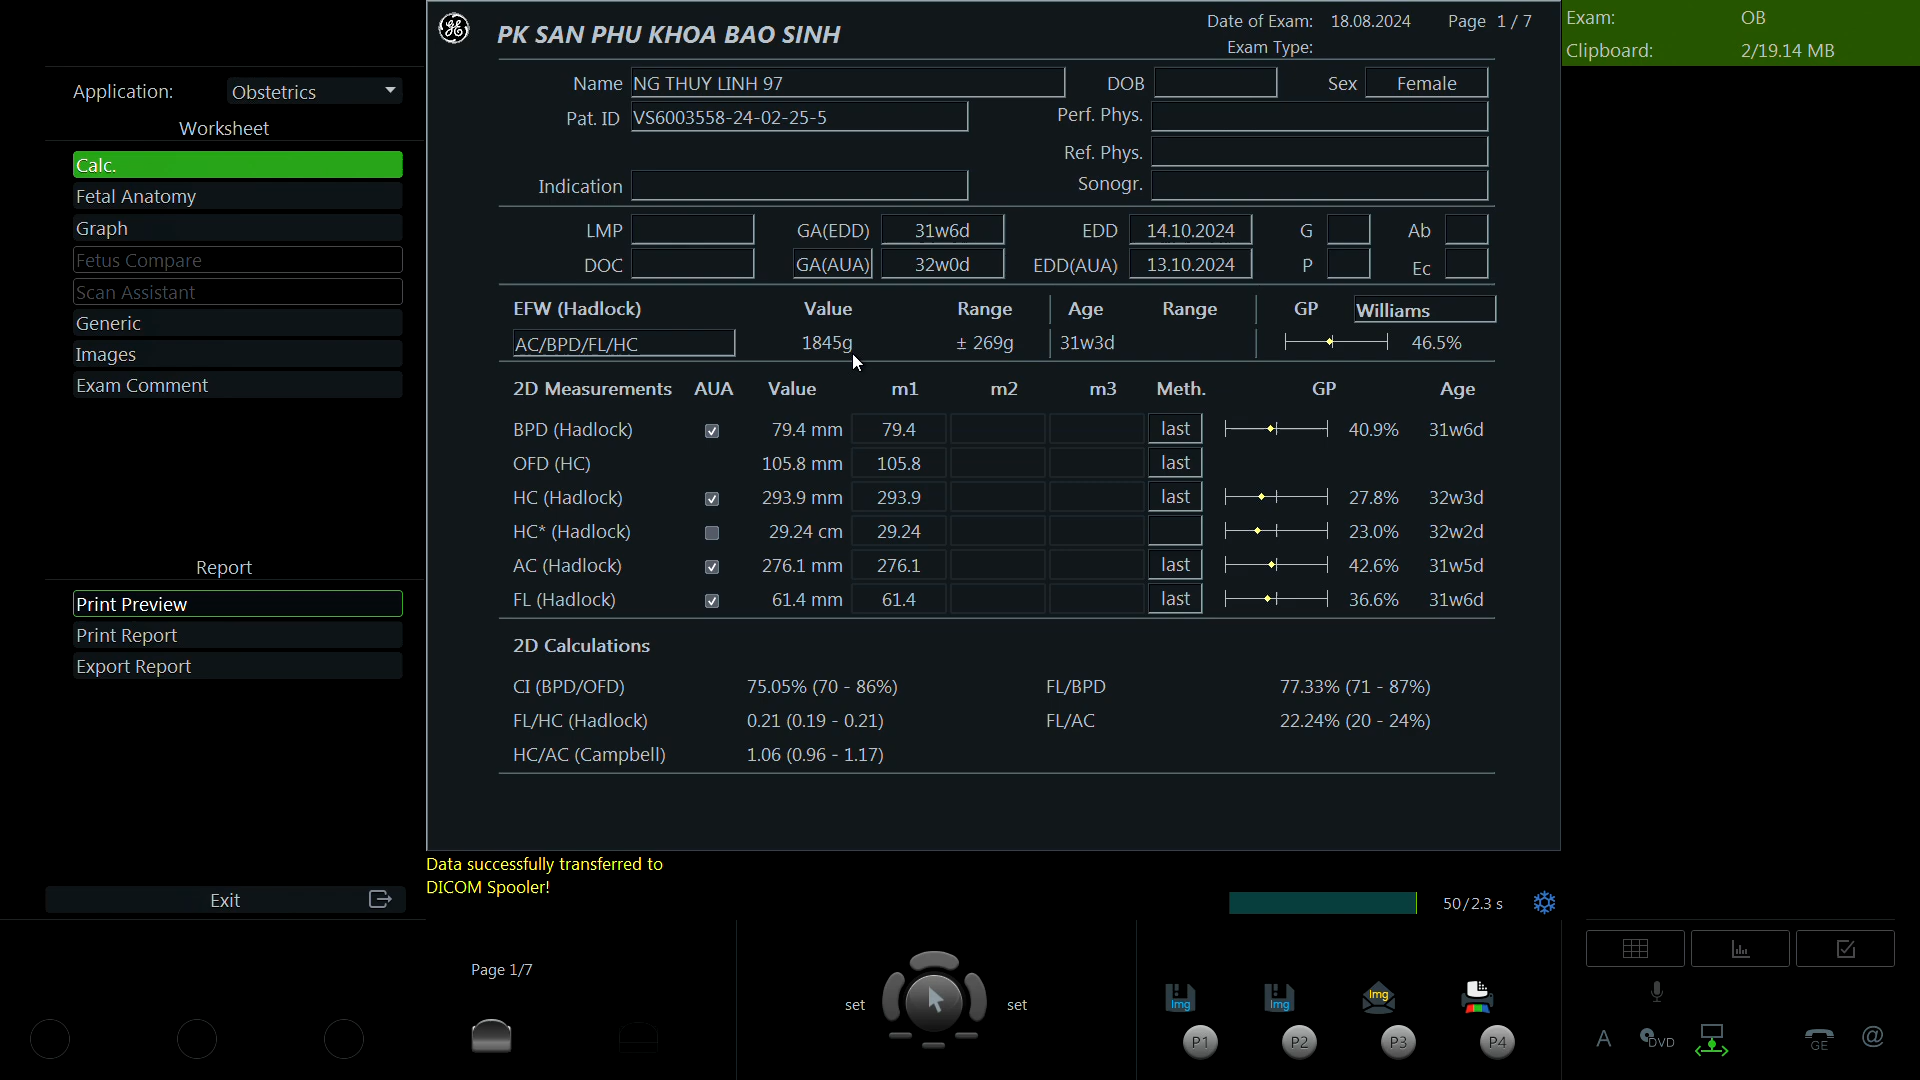 PK SAN PHU KHOA BAO SINH
Date of Exam: 18.08.2024 Page 1 / 7
Exam Type:
Exam: OB
Clipboard: 2/19.14 MB
Application: Obstetrics
Worksheet
Calc.
Fetal Anatomy
Graph
Fetus Compare
Scan Assistant
Generic
Images
Exam Comment
Report
Print Preview
Print Report
Export Report
Exit
Name NG THUY LINH 97 DOB Sex Female
Pat. ID VS6003558-24-02-25-5 Perf. Phys.
Ref. Phys.
Indication Sonogr.
LMP GA(EDD) 31w6d EDD 14.10.2024 G Ab
DOC GA(AUA) 32w0d EDD(AUA) 13.10.2024 P Ec
EFW (Hadlock) Value Range Age Range GP Williams
AC/BPD/FL/HC 1845g ± 269g 31w3d 46.5%
2D Measurements AUA Value m1 m2 m3 Meth. GP Age
BPD (Hadlock) 79.4 mm 79.4 last 40.9% 31w6d
OFD (HC) 105.8 mm 105.8 last
HC (Hadlock) 293.9 mm 293.9 last 27.8% 32w3d
HC* (Hadlock) 29.24 cm 29.24 23.0% 32w2d
AC (Hadlock) 276.1 mm 276.1 last 42.6% 31w5d
FL (Hadlock) 61.4 mm 61.4 last 36.6% 31w6d
2D Calculations
CI (BPD/OFD) 75.05% (70 - 86%) FL/BPD 77.33% (71 - 87%)
FL/HC (Hadlock) 0.21 (0.19 - 0.21) FL/AC 22.24% (20 - 24%)
HC/AC (Campbell) 1.06 (0.96 - 1.17)
Data successfully transferred to
DICOM Spooler!
50/2.3 s
Page 1/7
set set
Img Img Img
P1 P2 P3 P4
A DVD GE @